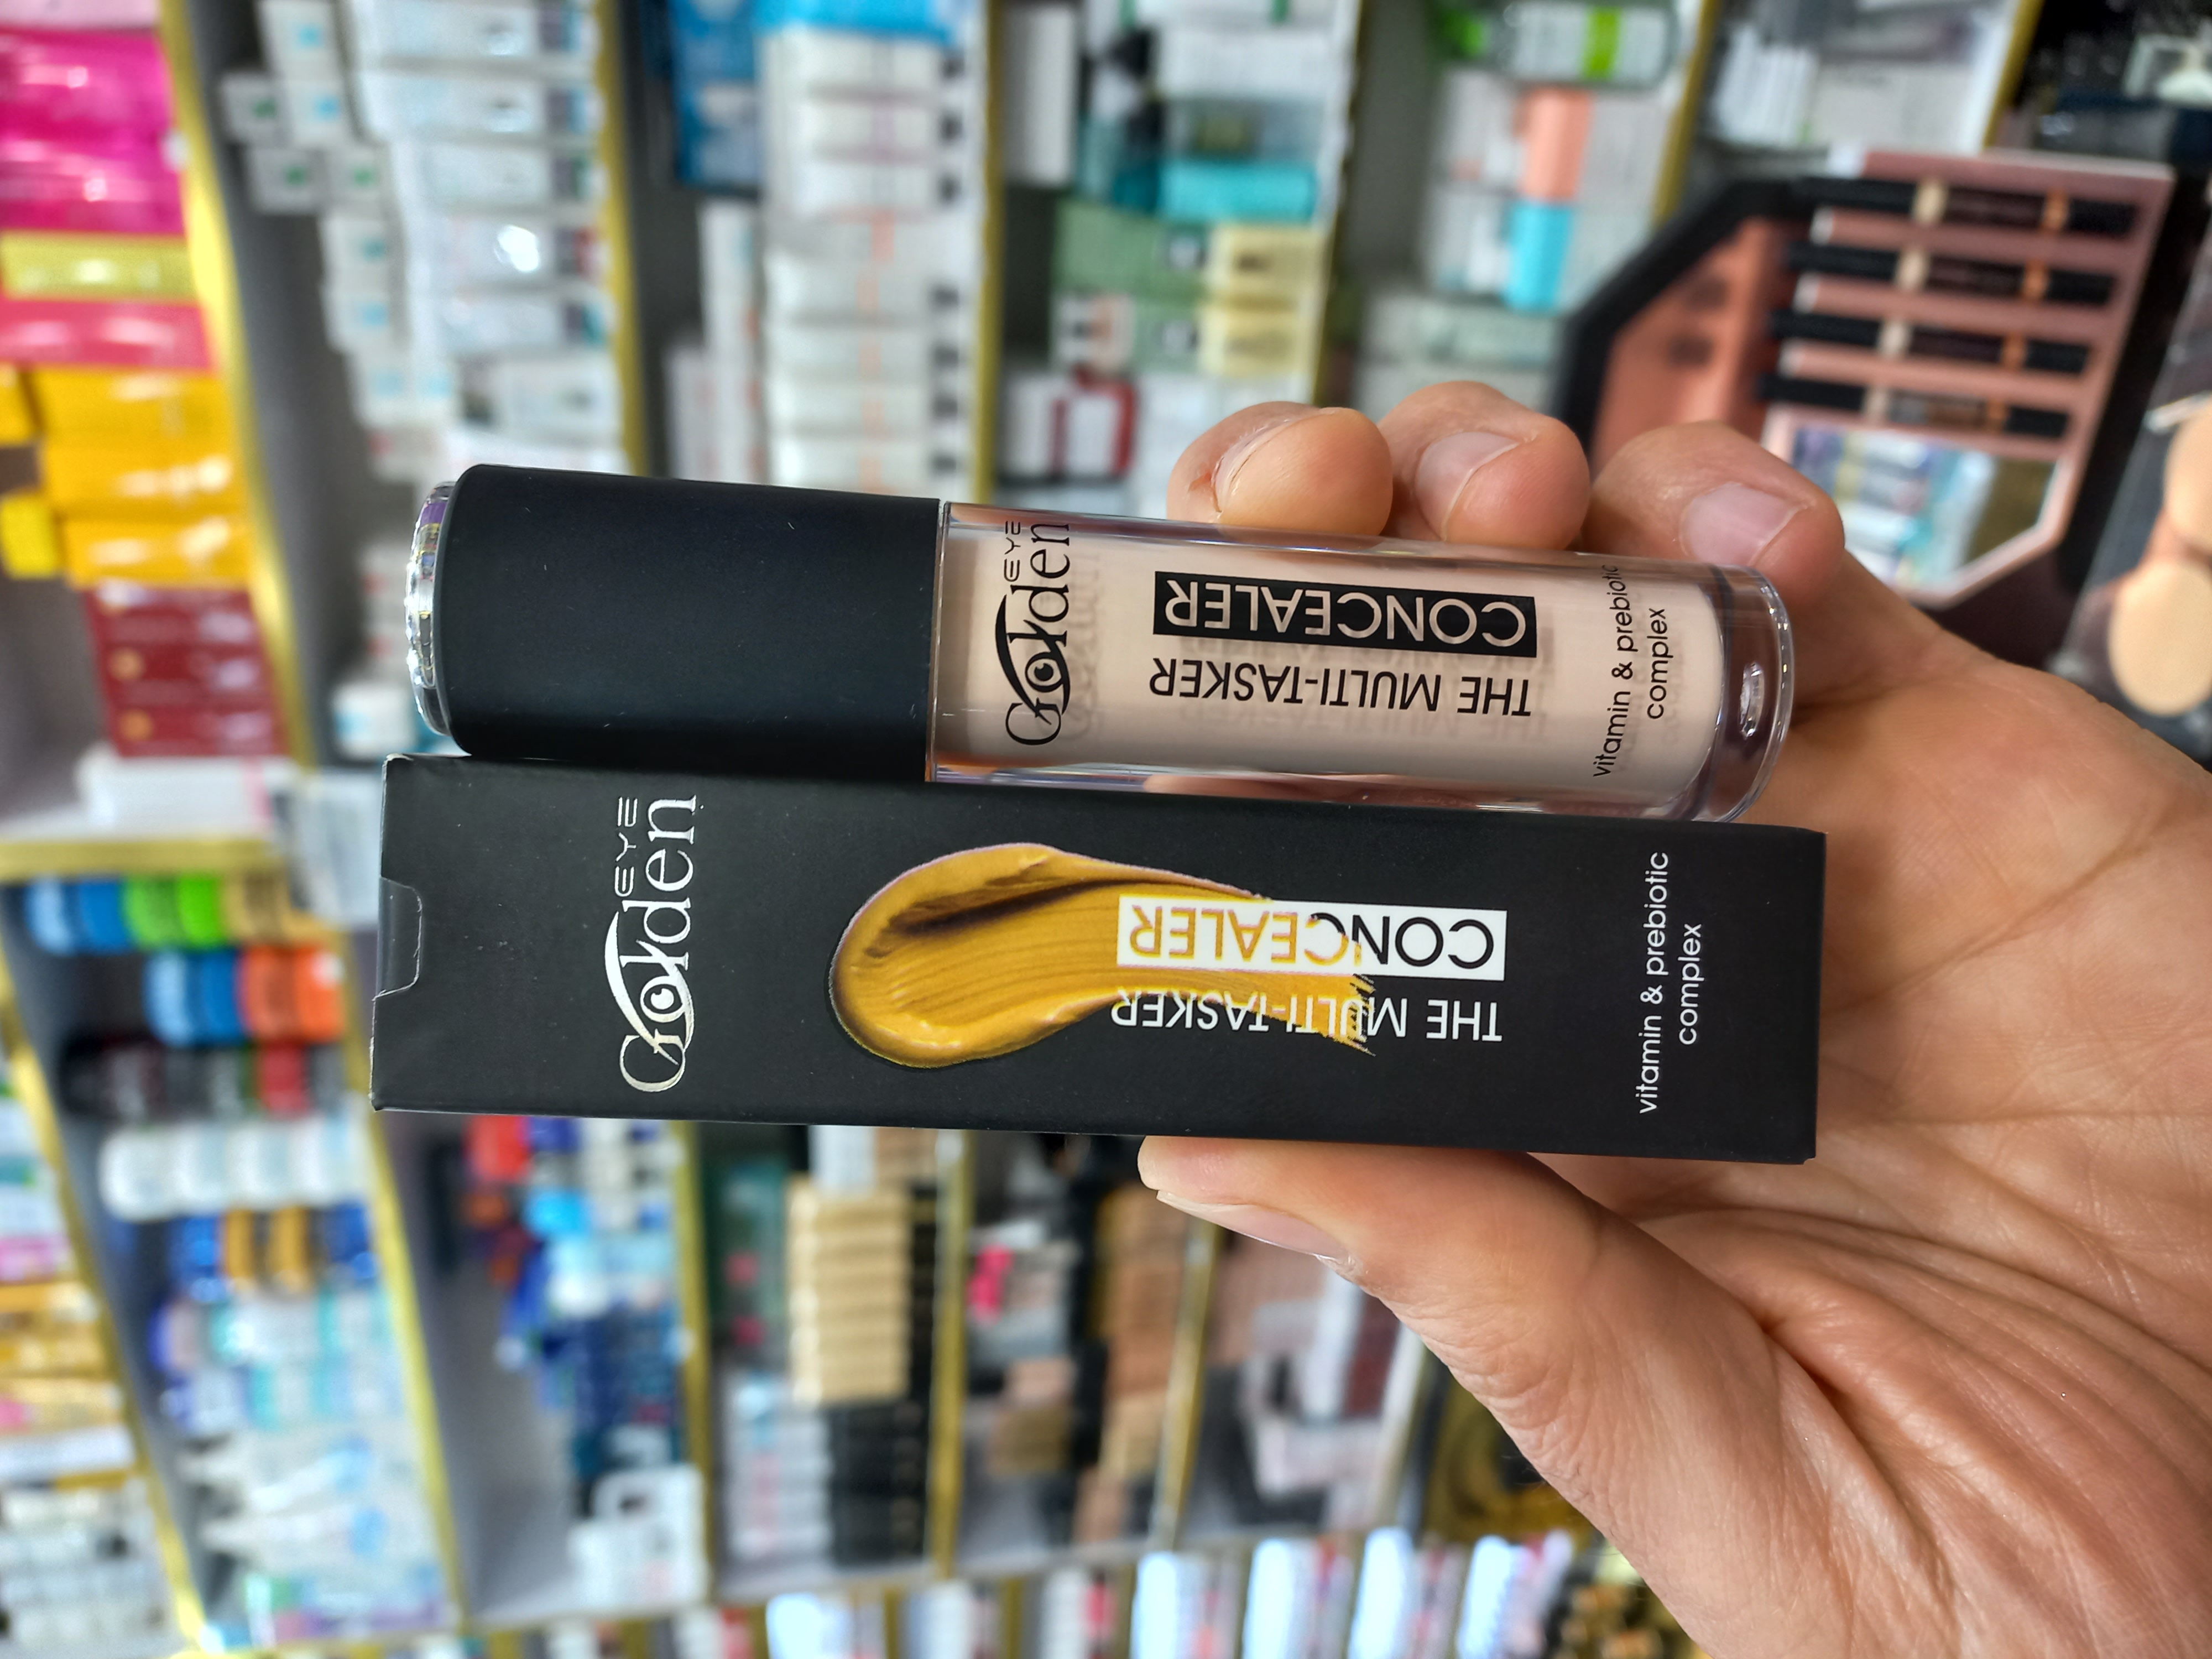 Golden
EYE
THE MULTI-TASKER
CONCEALER
vitamin & prebiotic
complex
Golden
EYE
THE MULTI-TASKER
CONCEALER
vitamin & prebiotic
complex